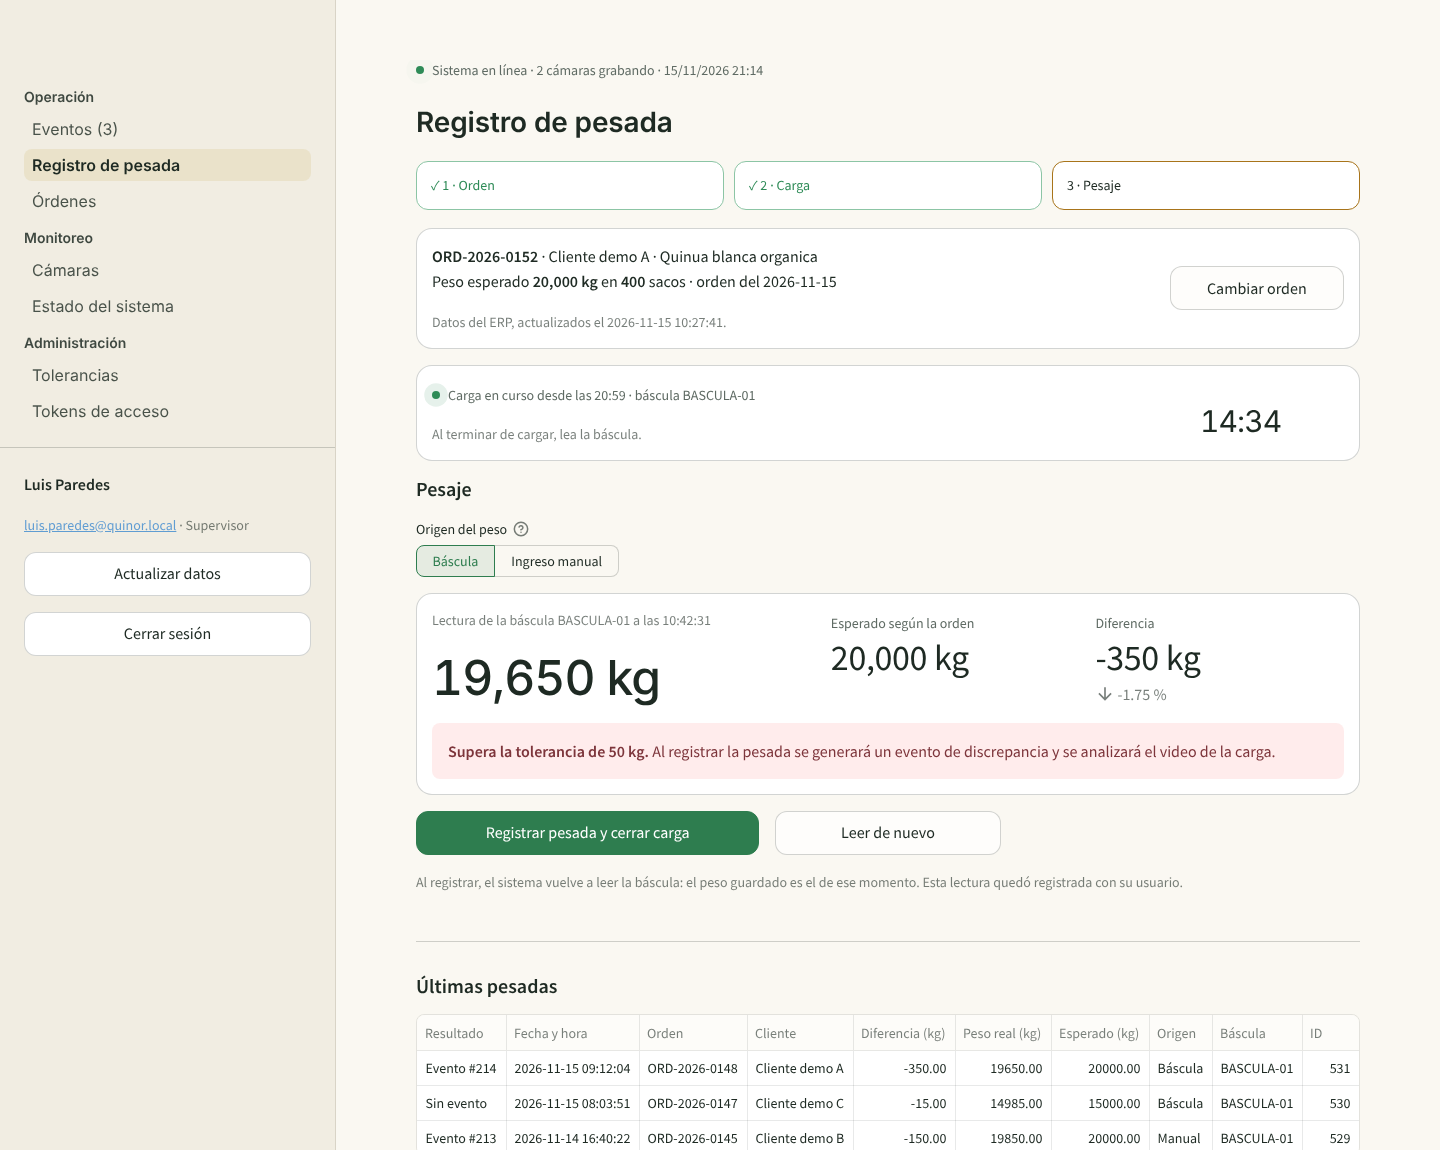 Operación
Eventos (3)
Registro de pesada
Órdenes
Monitoreo
Cámaras
Estado del sistema
Administración
Tolerancias
Tokens de acceso
Luis Paredes
luis.paredes@quinor.local · Supervisor
Actualizar datos
Cerrar sesión
Sistema en línea · 2 cámaras grabando · 15/11/2026 21:14
Registro de pesada
✓ 1 · Orden
✓ 2 · Carga
3 · Pesaje
ORD-2026-0152 · Cliente demo A · Quinua blanca organica
Peso esperado 20,000 kg en 400 sacos · orden del 2026-11-15
Datos del ERP, actualizados el 2026-11-15 10:27:41.
Cambiar orden
Carga en curso desde las 20:59 · báscula BASCULA-01
Al terminar de cargar, lea la báscula.
14:34
Pesaje
Origen del peso
Báscula
Ingreso manual
Lectura de la báscula BASCULA-01 a las 10:42:31
19,650 kg
Esperado según la orden
20,000 kg
Diferencia
-350 kg
-1.75 %
Supera la tolerancia de 50 kg. Al registrar la pesada se generará un evento de discrepancia y se analizará el video de la carga.
Registrar pesada y cerrar carga
Leer de nuevo
Al registrar, el sistema vuelve a leer la báscula: el peso guardado es el de ese momento. Esta lectura quedó registrada con su usuario.
Últimas pesadas
Resultado Fecha y hora Orden Cliente Diferencia (kg) Peso real (kg) Esperado (kg) Origen Báscula ID
Evento #214 2026-11-15 09:12:04 ORD-2026-0148 Cliente demo A -350.00 19650.00 20000.00 Báscula BASCULA-01 531
Sin evento 2026-11-15 08:03:51 ORD-2026-0147 Cliente demo C -15.00 14985.00 15000.00 Báscula BASCULA-01 530
Evento #213 2026-11-14 16:40:22 ORD-2026-0145 Cliente demo B -150.00 19850.00 20000.00 Manual BASCULA-01 529